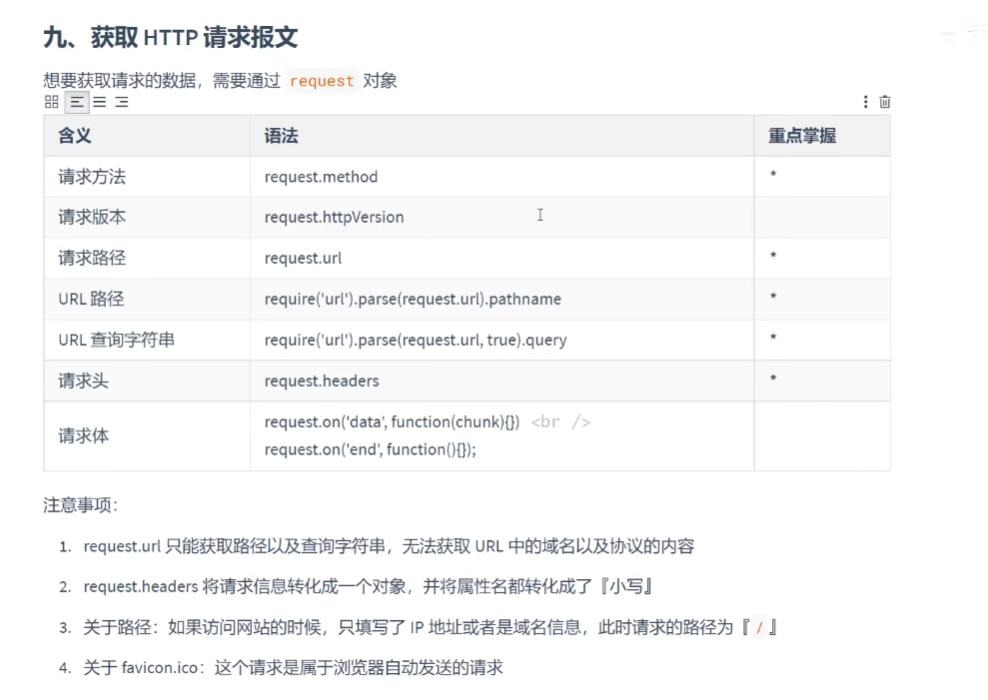 九、获取 HTTP 请求报文
想要获取请求的数据，需要通过 request 对象
含义 语法 重点掌握
请求方法 request.method *
请求版本 request.httpVersion
请求路径 request.url *
URL 路径 require('url').parse(request.url).pathname *
URL 查询字符串 require('url').parse(request.url, true).query *
请求头 request.headers *
请求体 request.on('data', function(chunk){}) <br />
request.on('end', function(){});
注意事项：
1. request.url 只能获取路径以及查询字符串，无法获取 URL 中的域名以及协议的内容
2. request.headers 将请求信息转化成一个对象，并将属性名都转化成了『小写』
3. 关于路径：如果访问网站的时候，只填写了 IP 地址或者是域名信息，此时请求的路径为『 / 』
4. 关于 favicon.ico：这个请求是属于浏览器自动发送的请求